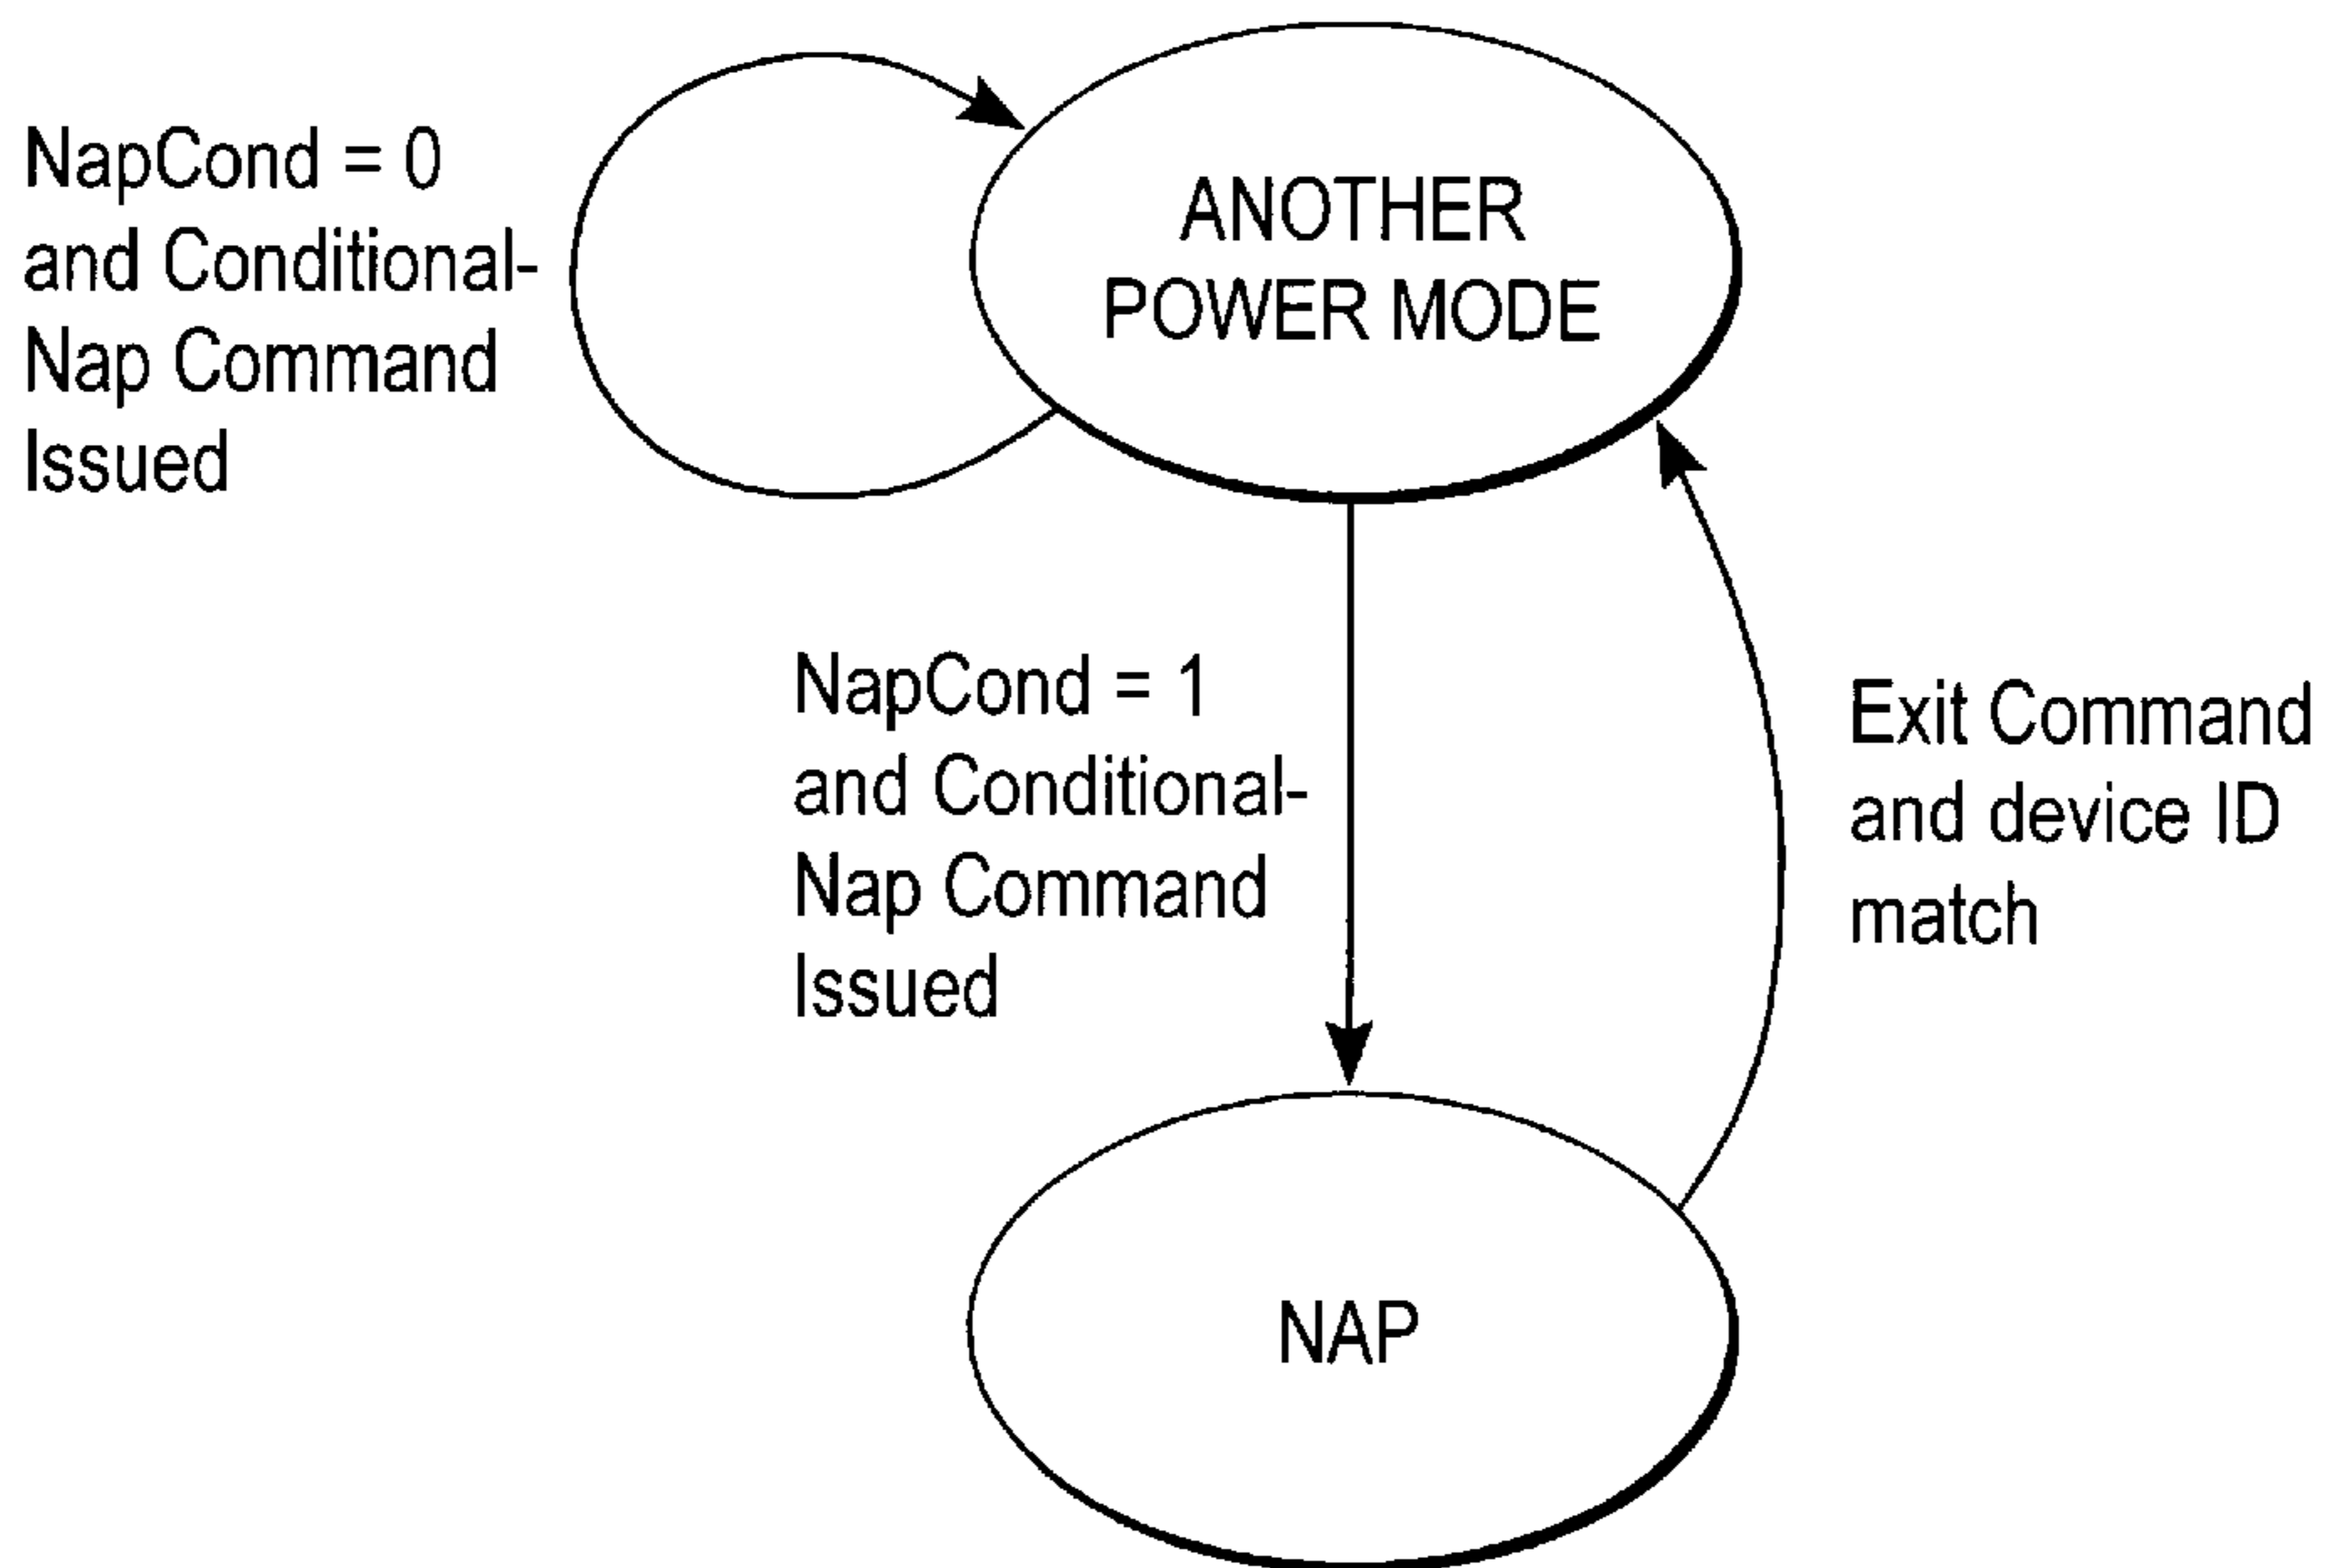 NapCond = 0
and Conditional-
Nap Command
Issued
ANOTHER
POWER MODE
NapCond = 1
and Conditional-
Nap Command
Issued
Exit Command
and device ID
match
NAP